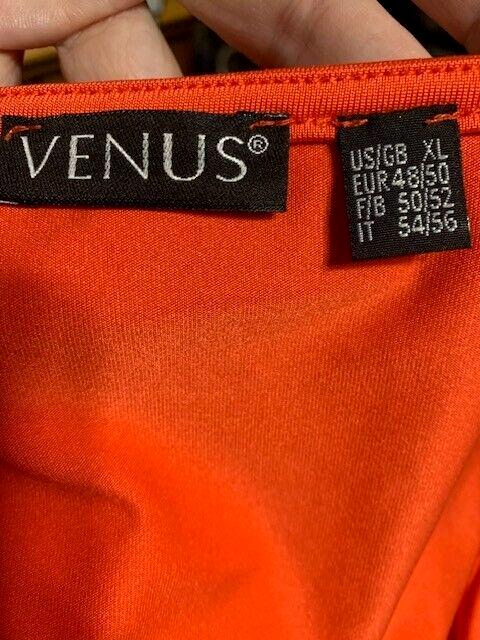 VENUS®
US/GB XL
EUR 48/50
F/B 50/52
IT 54/56